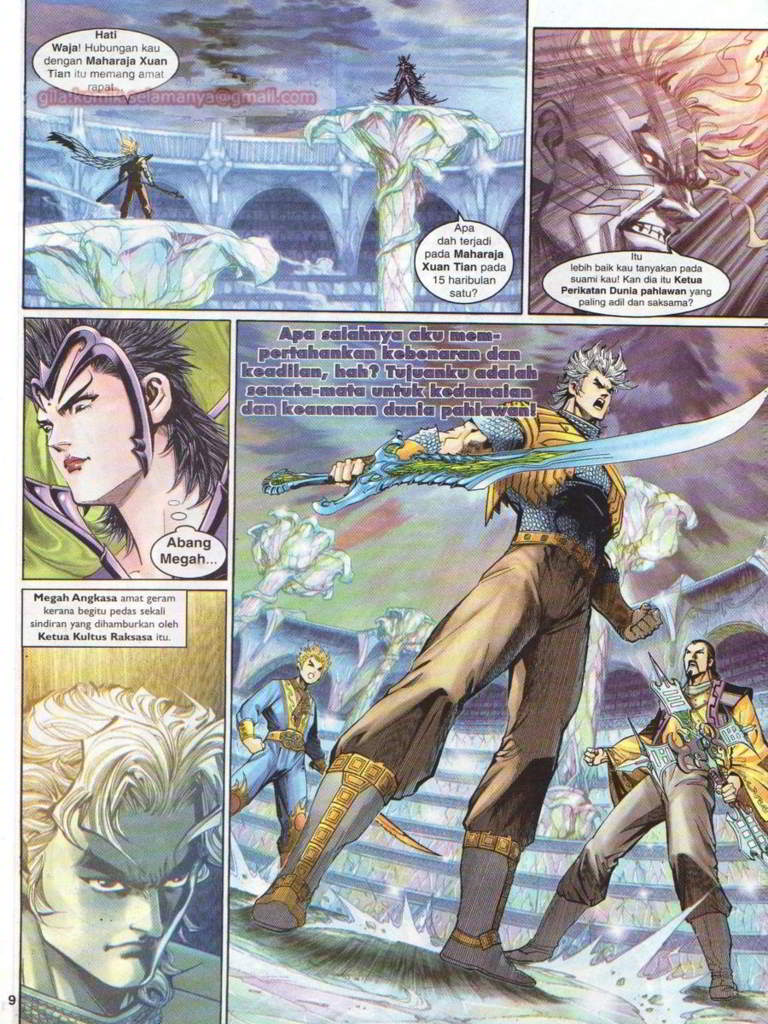 Hati
Waja! Hubungan kau
dengan Maharaja Xuan
Tian itu memang amat
rapat..
gila.komik.selamanya@gmail.com
Apa
dah terjadi
pada Maharaja
Xuan Tian pada
15 haribulan
satu?
Itu
lebih baik kau tanyakan pada
suami kau! Kan dia itu Ketua
Perikatan Dunia pahlawan yang
paling adil dan saksama?
Abang
Megah...
Apa salahnya aku mem-
pertahankan kebenaran dan
keadilan, hah? Tujuanku adalah
semata-mata untuk kedamaian
dan keamanan dunia pahlawan!
Megah Angkasa amat geram
kerana begitu pedas sekali
sindiran yang dihamburkan oleh
Ketua Kultus Raksasa itu.
9